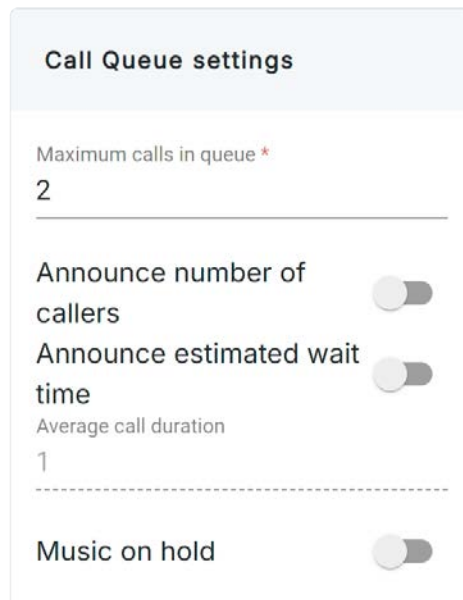 Call Queue settings
Maximum calls in queue *
2
Announce number of
callers
Announce estimated wait
time
Average call duration
1
Music on hold